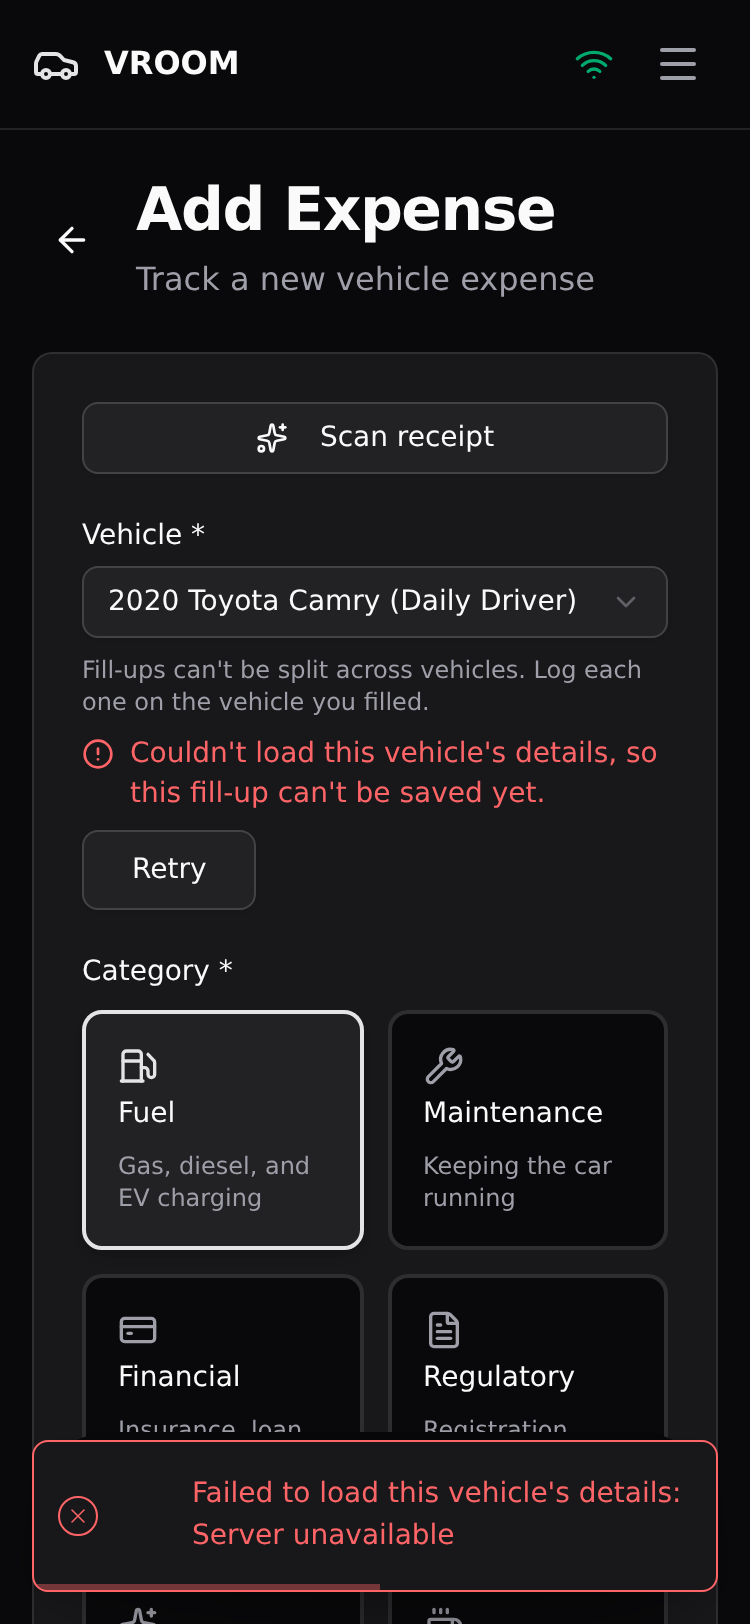 VROOM
Add Expense
Track a new vehicle expense
Scan receipt
Vehicle *
2020 Toyota Camry (Daily Driver)
Fill-ups can't be split across vehicles. Log each
one on the vehicle you filled.
Couldn't load this vehicle's details, so
this fill-up can't be saved yet.
Retry
Category *
Fuel
Gas, diesel, and
EV charging
Maintenance
Keeping the car
running
Financial
Insurance, loan
Regulatory
Registration
Failed to load this vehicle's details:
Server unavailable